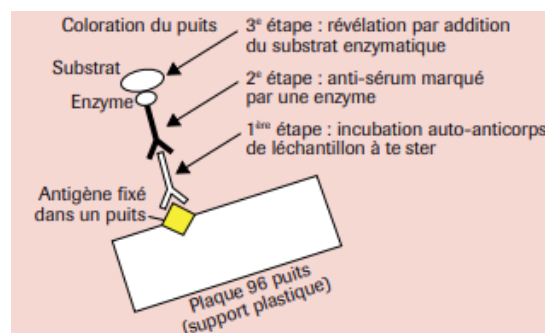 Coloration du puits
3e étape : révélation par addition
du substrat enzymatique
Substrat
Enzyme
2e étape : anti-sérum marqué
par une enzyme
1ère étape : incubation auto-anticorps
de léchantillon à te ster
Antigène fixé
dans un puits
Plaque 96 puits
(support plastique)